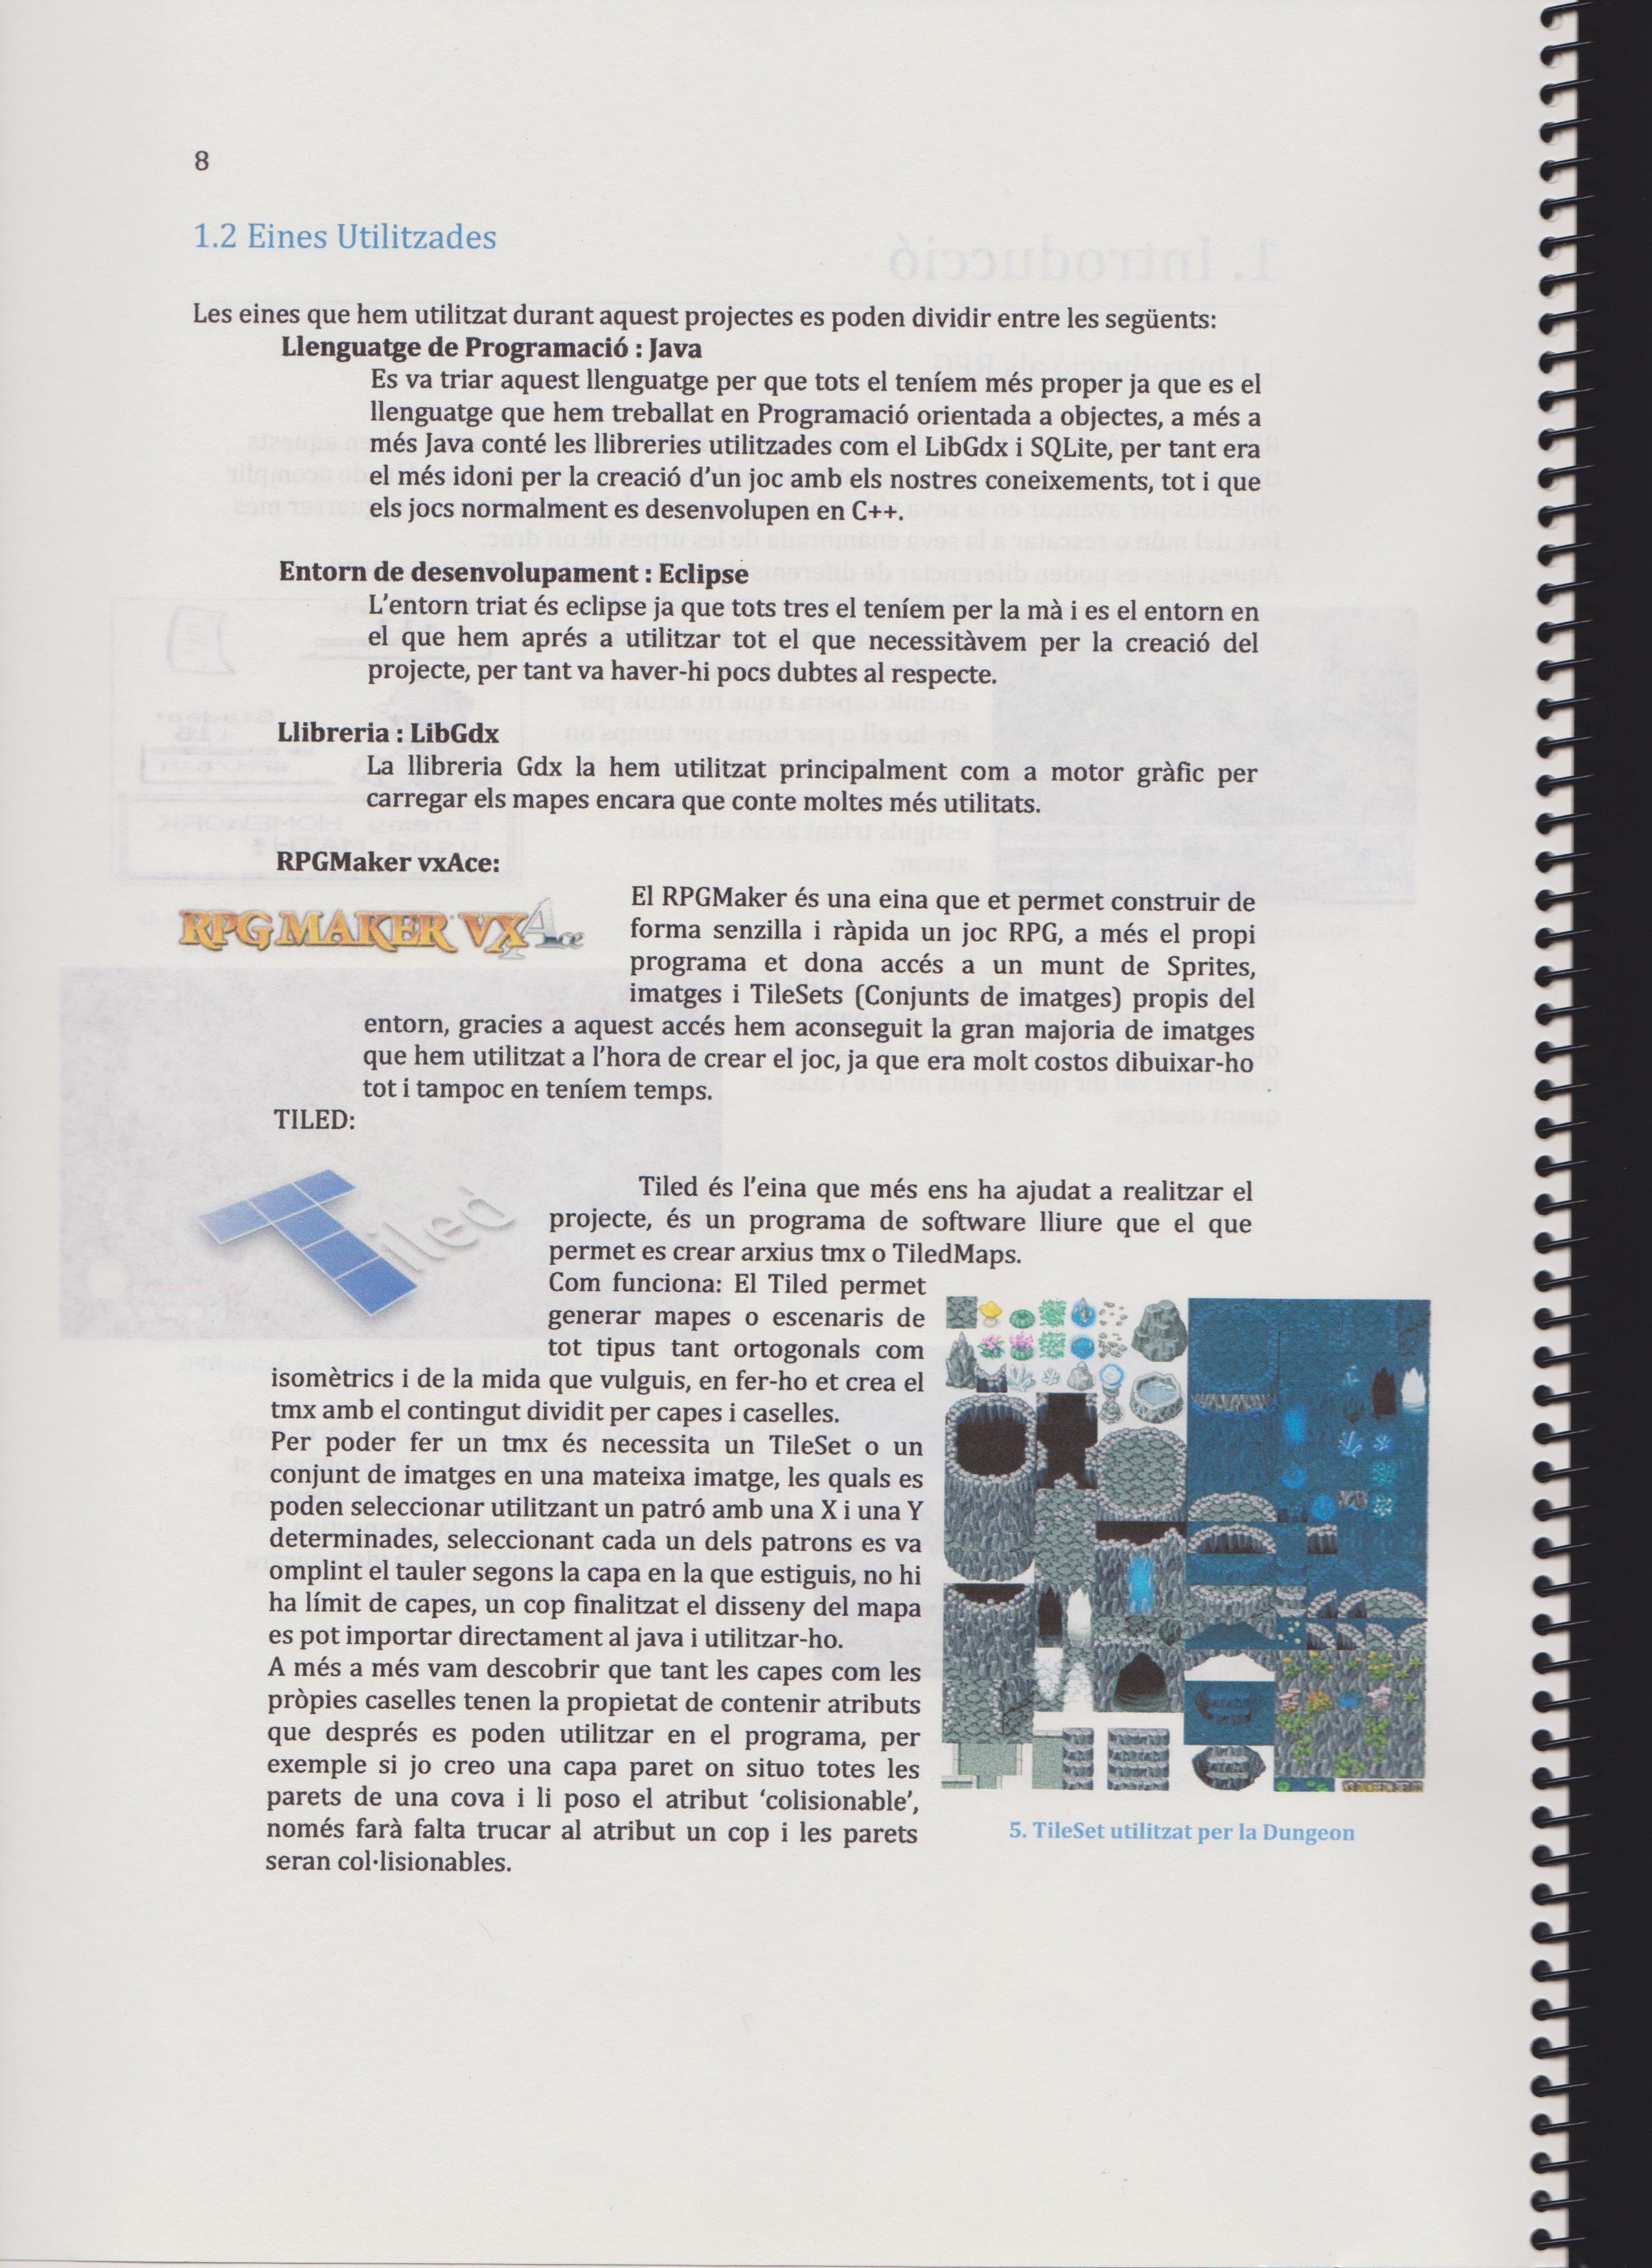 8
1.2 Eines Utilitzades
Les eines que hem utilitzat durant aquest projectes es poden dividir entre les següents:
Llenguatge de Programació : Java
Es va triar aquest llenguatge per que tots el teníem més proper ja que es el
llenguatge que hem treballat en Programació orientada a objectes, a més a
més Java conté les llibreries utilitzades com el LibGdx i SQLite, per tant era
el més idoni per la creació d'un joc amb els nostres coneixements, tot i que
els jocs normalment es desenvolupen en C++.
Entorn de desenvolupament : Eclipse
L'entorn triat és eclipse ja que tots tres el teníem per la mà i es el entorn en
el que hem aprés a utilitzar tot el que necessitàvem per la creació del
projecte, per tant va haver-hi pocs dubtes al respecte.
Llibreria : LibGdx
La llibreria Gdx la hem utilitzat principalment com a motor gràfic per
carregar els mapes encara que conte moltes més utilitats.
RPGMaker vxAce:
RPG MAKER VX Ace
El RPGMaker és una eina que et permet construir de
forma senzilla i ràpida un joc RPG, a més el propi
programa et dona accés a un munt de Sprites,
imatges i TileSets (Conjunts de imatges) propis del
entorn, gracies a aquest accés hem aconseguit la gran majoria de imatges
que hem utilitzat a l'hora de crear el joc, ja que era molt costos dibuixar-ho
tot i tampoc en teníem temps.
TILED:
Tiled
Tiled és l'eina que més ens ha ajudat a realitzar el
projecte, és un programa de software lliure que el que
permet es crear arxius tmx o TiledMaps.
Com funciona: El Tiled permet
generar mapes o escenaris de
tot tipus tant ortogonals com
isomètrics i de la mida que vulguis, en fer-ho et crea el
tmx amb el contingut dividit per capes i caselles.
Per poder fer un tmx és necessita un TileSet o un
conjunt de imatges en una mateixa imatge, les quals es
poden seleccionar utilitzant un patró amb una X i una Y
determinades, seleccionant cada un dels patrons es va
omplint el tauler segons la capa en la que estiguis, no hi
ha límit de capes, un cop finalitzat el disseny del mapa
es pot importar directament al java i utilitzar-ho.
A més a més vam descobrir que tant les capes com les
pròpies caselles tenen la propietat de contenir atributs
que després es poden utilitzar en el programa, per
exemple si jo creo una capa paret on situo totes les
parets de una cova i li poso el atribut 'colisionable',
només farà falta trucar al atribut un cop i les parets
seran col·lisionables.
5. TileSet utilitzat per la Dungeon